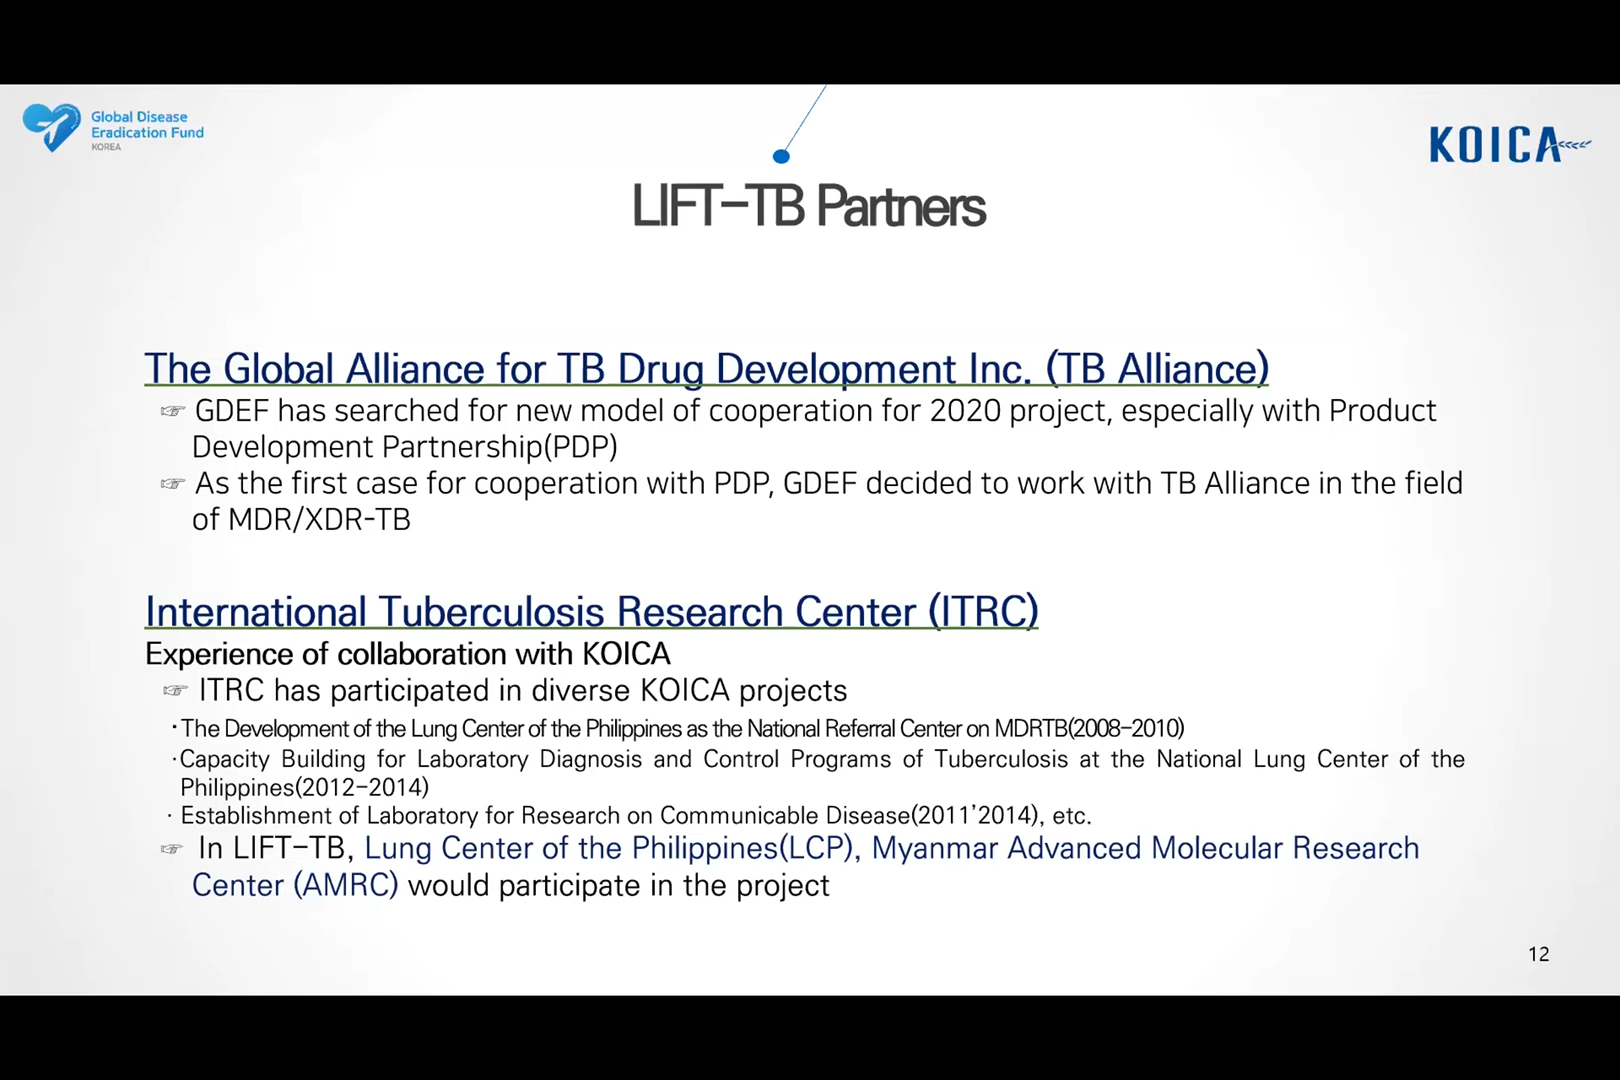 Global Disease
Eradication Fund
KOREA
KOICA
LIFT-TB Partners
The Global Alliance for TB Drug Development Inc. (TB Alliance)
☞ GDEF has searched for new model of cooperation for 2020 project, especially with Product
Development Partnership(PDP)
☞ As the first case for cooperation with PDP, GDEF decided to work with TB Alliance in the field
of MDR/XDR-TB
International Tuberculosis Research Center (ITRC)
Experience of collaboration with KOICA
☞ ITRC has participated in diverse KOICA projects
·The Development of the Lung Center of the Philippines as the National Referral Center on MDRTB(2008-2010)
·Capacity Building for Laboratory Diagnosis and Control Programs of Tuberculosis at the National Lung Center of the
Philippines(2012-2014)
· Establishment of Laboratory for Research on Communicable Disease(2011’2014), etc.
☞ In LIFT-TB, Lung Center of the Philippines(LCP), Myanmar Advanced Molecular Research
Center (AMRC) would participate in the project
12